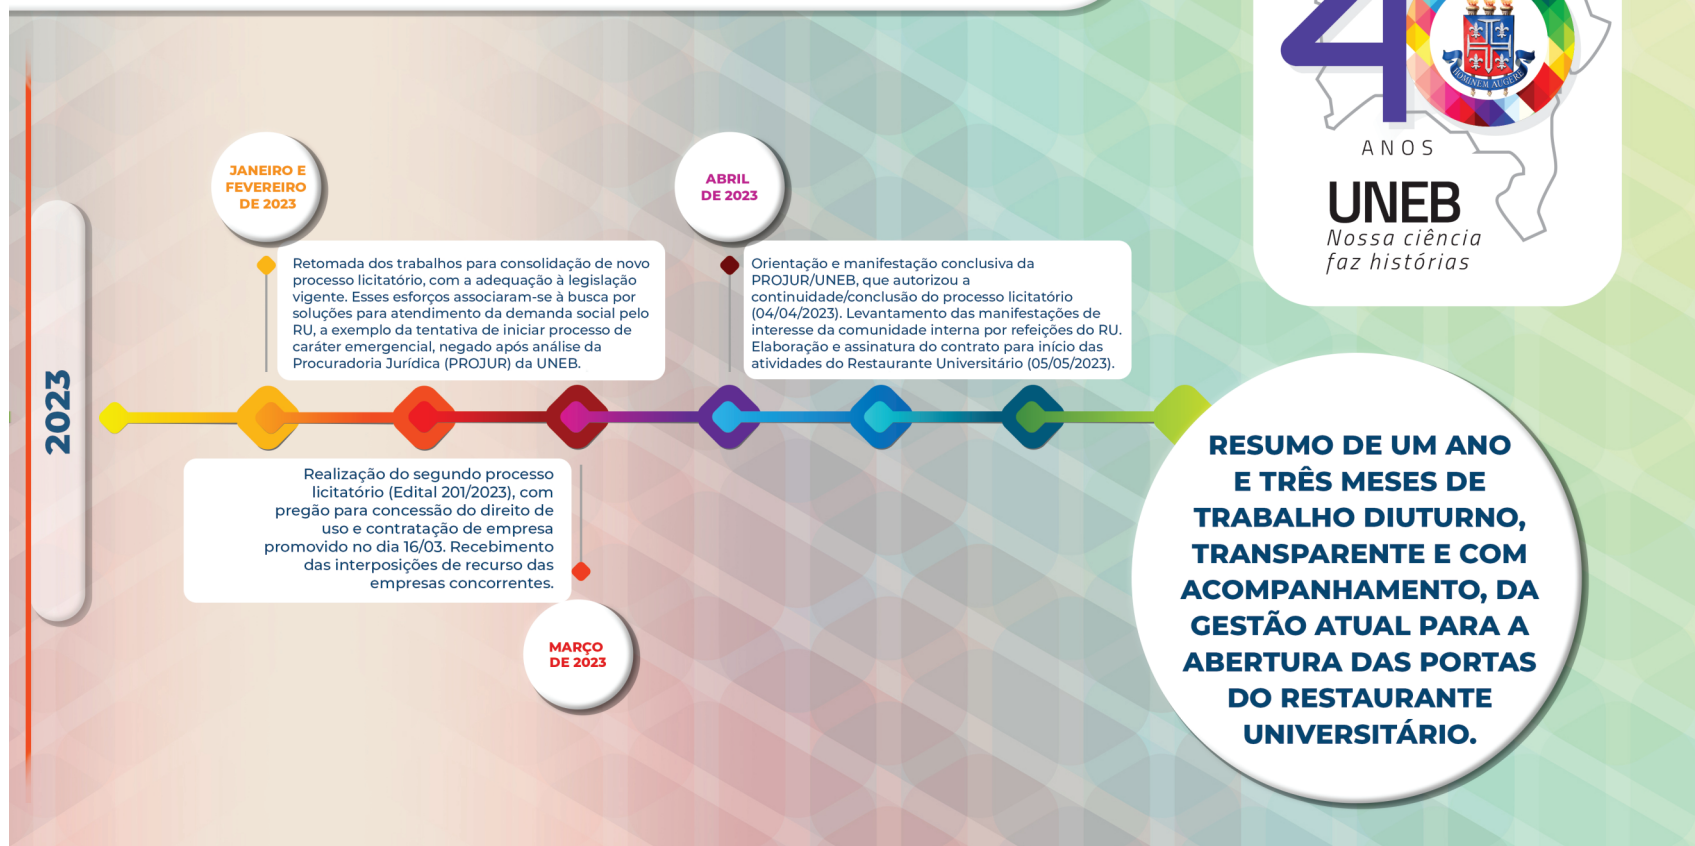 2023
JANEIRO E
FEVEREIRO
DE 2023
Retomada dos trabalhos para consolidação de novo
processo licitatório, com a adequação à legislação
vigente. Esses esforços associaram-se à busca por
soluções para atendimento da demanda social pelo
RU, a exemplo da tentativa de iniciar processo de
caráter emergencial, negado após análise da
Procuradoria Jurídica (PROJUR) da UNEB.
Realização do segundo processo
licitatório (Edital 201/2023), com
pregão para concessão do direito de
uso e contratação de empresa
promovido no dia 16/03. Recebimento
das interposições de recurso das
empresas concorrentes.
MARÇO
DE 2023
ABRIL
DE 2023
Orientação e manifestação conclusiva da
PROJUR/UNEB, que autorizou a
continuidade/conclusão do processo licitatório
(04/04/2023). Levantamento das manifestações de
interesse da comunidade interna por refeições do RU.
Elaboração e assinatura do contrato para início das
atividades do Restaurante Universitário (05/05/2023).
40
HOMINEM AUGERE
ANOS
UNEB
Nossa ciência
faz histórias
RESUMO DE UM ANO
E TRÊS MESES DE
TRABALHO DIUTURNO,
TRANSPARENTE E COM
ACOMPANHAMENTO, DA
GESTÃO ATUAL PARA A
ABERTURA DAS PORTAS
DO RESTAURANTE
UNIVERSITÁRIO.